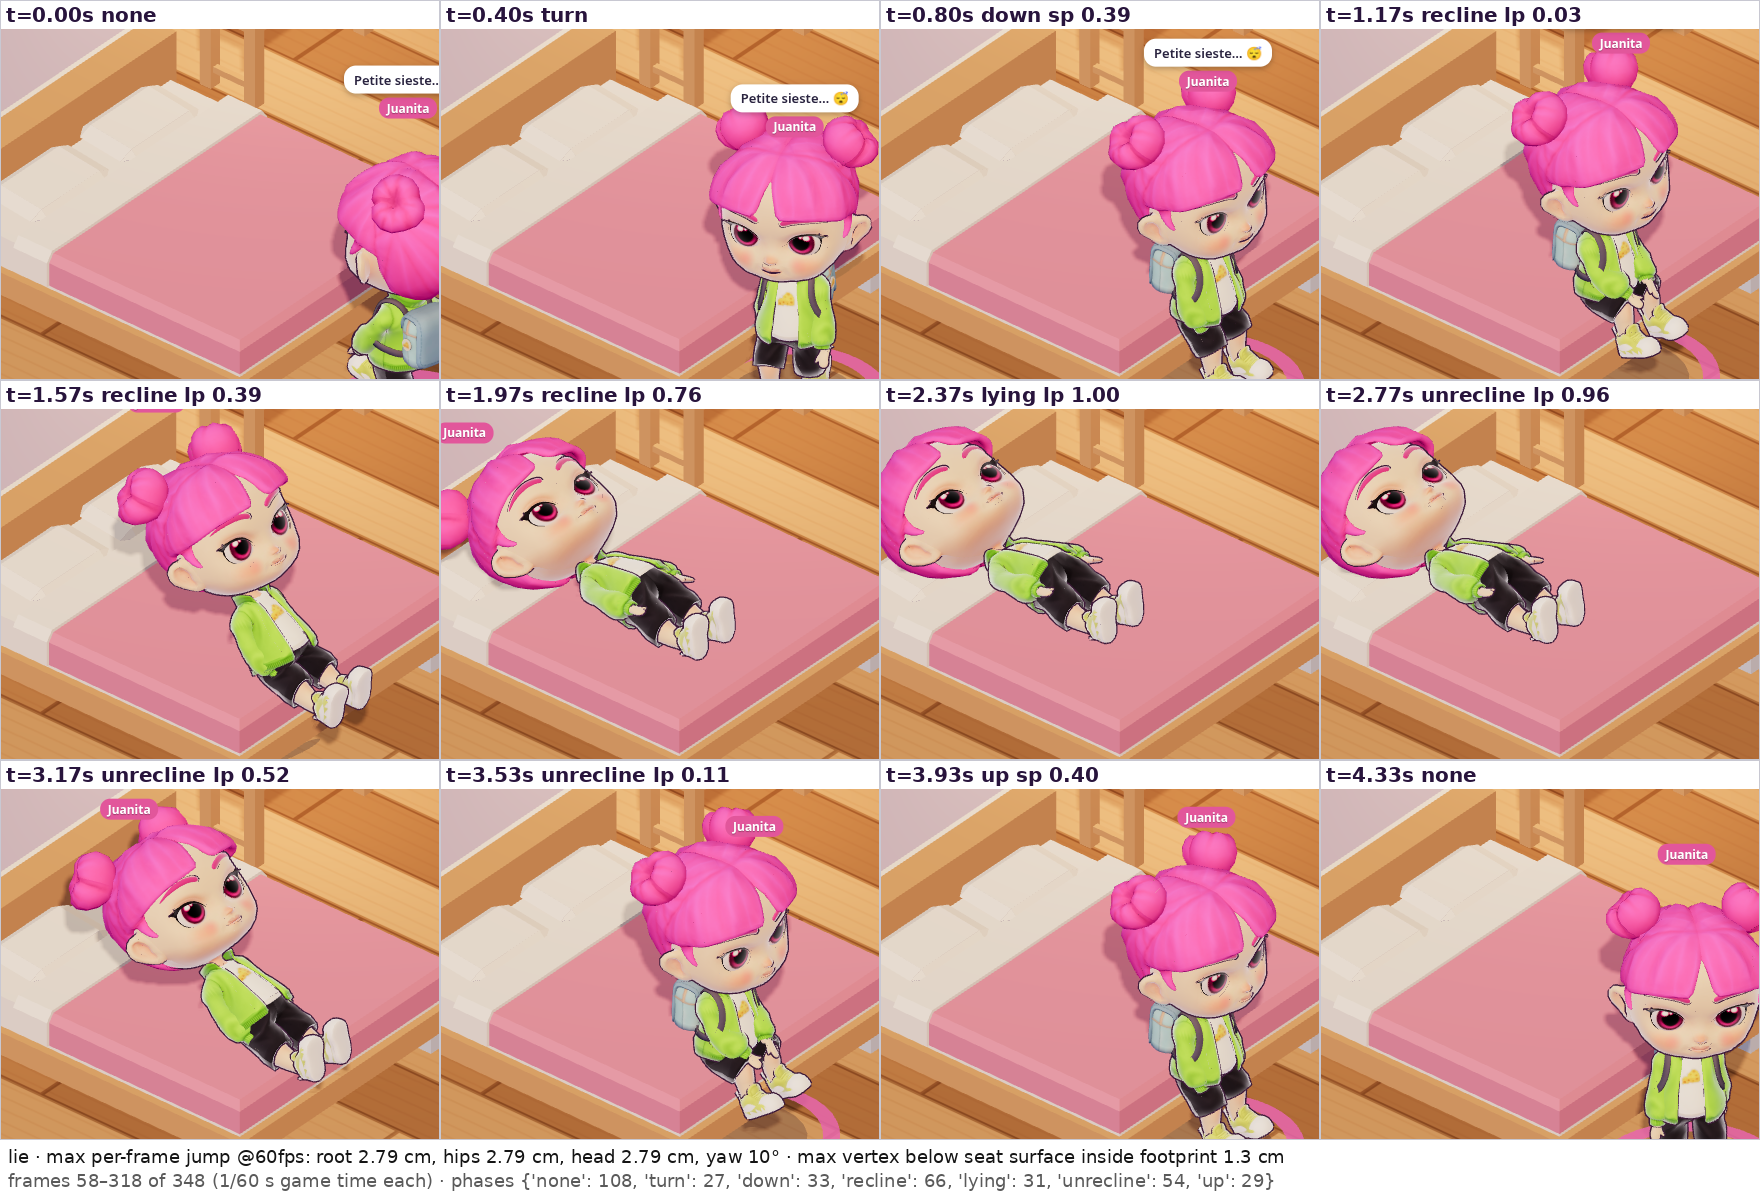 t=0.00s none
t=0.40s turn
t=0.80s down sp 0.39
t=1.17s recline lp 0.03
Petite sieste..
Juanita
Petite sieste... 😴
Juanita
Petite sieste... 😴
Juanita
Juanita
t=1.57s recline lp 0.39
t=1.97s recline lp 0.76
t=2.37s lying lp 1.00
t=2.77s unrecline lp 0.96
Juanita
t=3.17s unrecline lp 0.52
t=3.53s unrecline lp 0.11
t=3.93s up sp 0.40
t=4.33s none
Juanita
Juanita
Juanita
Juanita
lie · max per-frame jump @60fps: root 2.79 cm, hips 2.79 cm, head 2.79 cm, yaw 10° · max vertex below seat surface inside footprint 1.3 cm
frames 58–318 of 348 (1/60 s game time each) · phases {'none': 108, 'turn': 27, 'down': 33, 'recline': 66, 'lying': 31, 'unrecline': 54, 'up': 29}